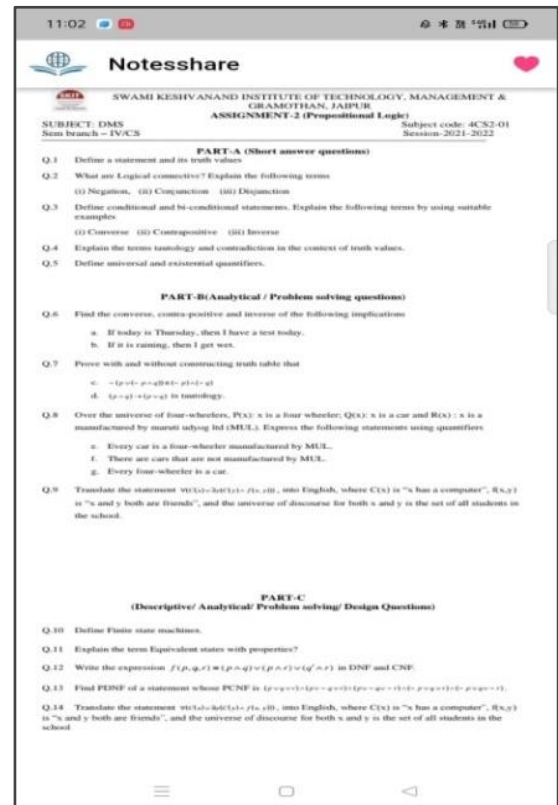 11:02
Notesshare
SKIT
SWAMI KESHVANAND INSTITUTE OF TECHNOLOGY, MANAGEMENT &
GRAMOTHAN, JAIPUR
ASSIGNMENT-2 (Propositional Logic)
SUBJECT: DMS Subject code: 4CS2-01
Sem branch – IV/CS Session-2021-2022
PART-A (Short answer questions)
Q.1 Define a statement and its truth values
Q.2 What are Logical connective? Explain the following terms
(i) Negation, (ii) Conjunction (iii) Disjunction
Q.3 Define conditional and bi-conditional statements. Explain the following terms by using suitable
examples
(i) Converse (ii) Contrapositive (iii) Inverse
Q.4 Explain the terms tautology and contradiction in the context of truth values.
Q.5 Define universal and existential quantifiers.
PART-B(Analytical / Problem solving questions)
Q.6 Find the converse, contra-positive and inverse of the following implications
a. If today is Thursday, then I have a test today.
b. If it is raining, then I get wet.
Q.7 Prove with and without constructing truth table that
c.
d. (p∧q)→(p∨q) is tautology.
Q.8 Over the universe of four-wheelers, P(x): x is a four wheeler; Q(x): x is a car and R(x) : x is a
manufactured by maruti udyog ltd (MUL). Express the following statements using quantifiers
e. Every car is a four-wheeler manufactured by MUL.
f. There are cars that are not manufactured by MUL.
g. Every four-wheeler is a car.
Q.9 Translate the statement , into English, where C(x) is “x has a computer”, f(x,y)
is “x and y both are friends”, and the universe of discourse for both x and y is the set of all students in
the school.
PART-C
(Descriptive/ Analytical/ Problem solving/ Design Questions)
Q.10 Define Finite state machines.
Q.11 Explain the term Equivalent states with properties?
Q.12 Write the expression f(p,q,r)≡(p∧q)∨(p∧r)∨(q'∧r) in DNF and CNF.
Q.13 Find PDNF of a statement whose PCNF is
Q.14 Translate the statement , into English, where C(x) is “x has a computer”, f(x,y)
is “x and y both are friends”, and the universe of discourse for both x and y is the set of all students in the
school